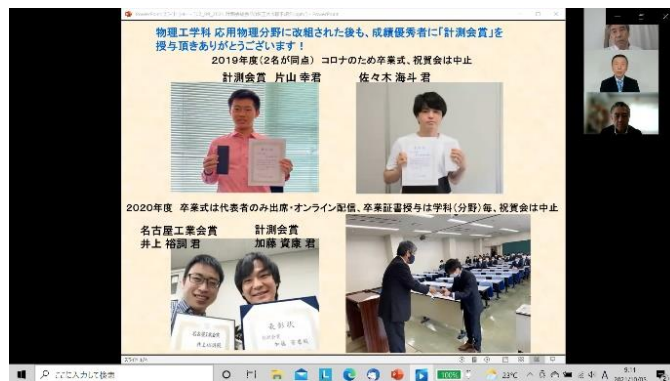 物理工学科 応用物理分野に改組された後も、成績優秀者に「計測会賞」を
授与頂きありがとうございます！
2019年度(2名が同点) コロナのため卒業式、祝賀会は中止
計測会賞 片山 幸君
佐々木 海斗 君
2020年度 卒業式は代表者のみ出席・オンライン配信、卒業証書授与は学科(分野)毎、祝賀会は中止
名古屋工業会賞
井上 裕詞 君
計測会賞
加藤 資康 君
表彰状
ここに入力して検索
100%
23℃
A
9:11
2021/10/03